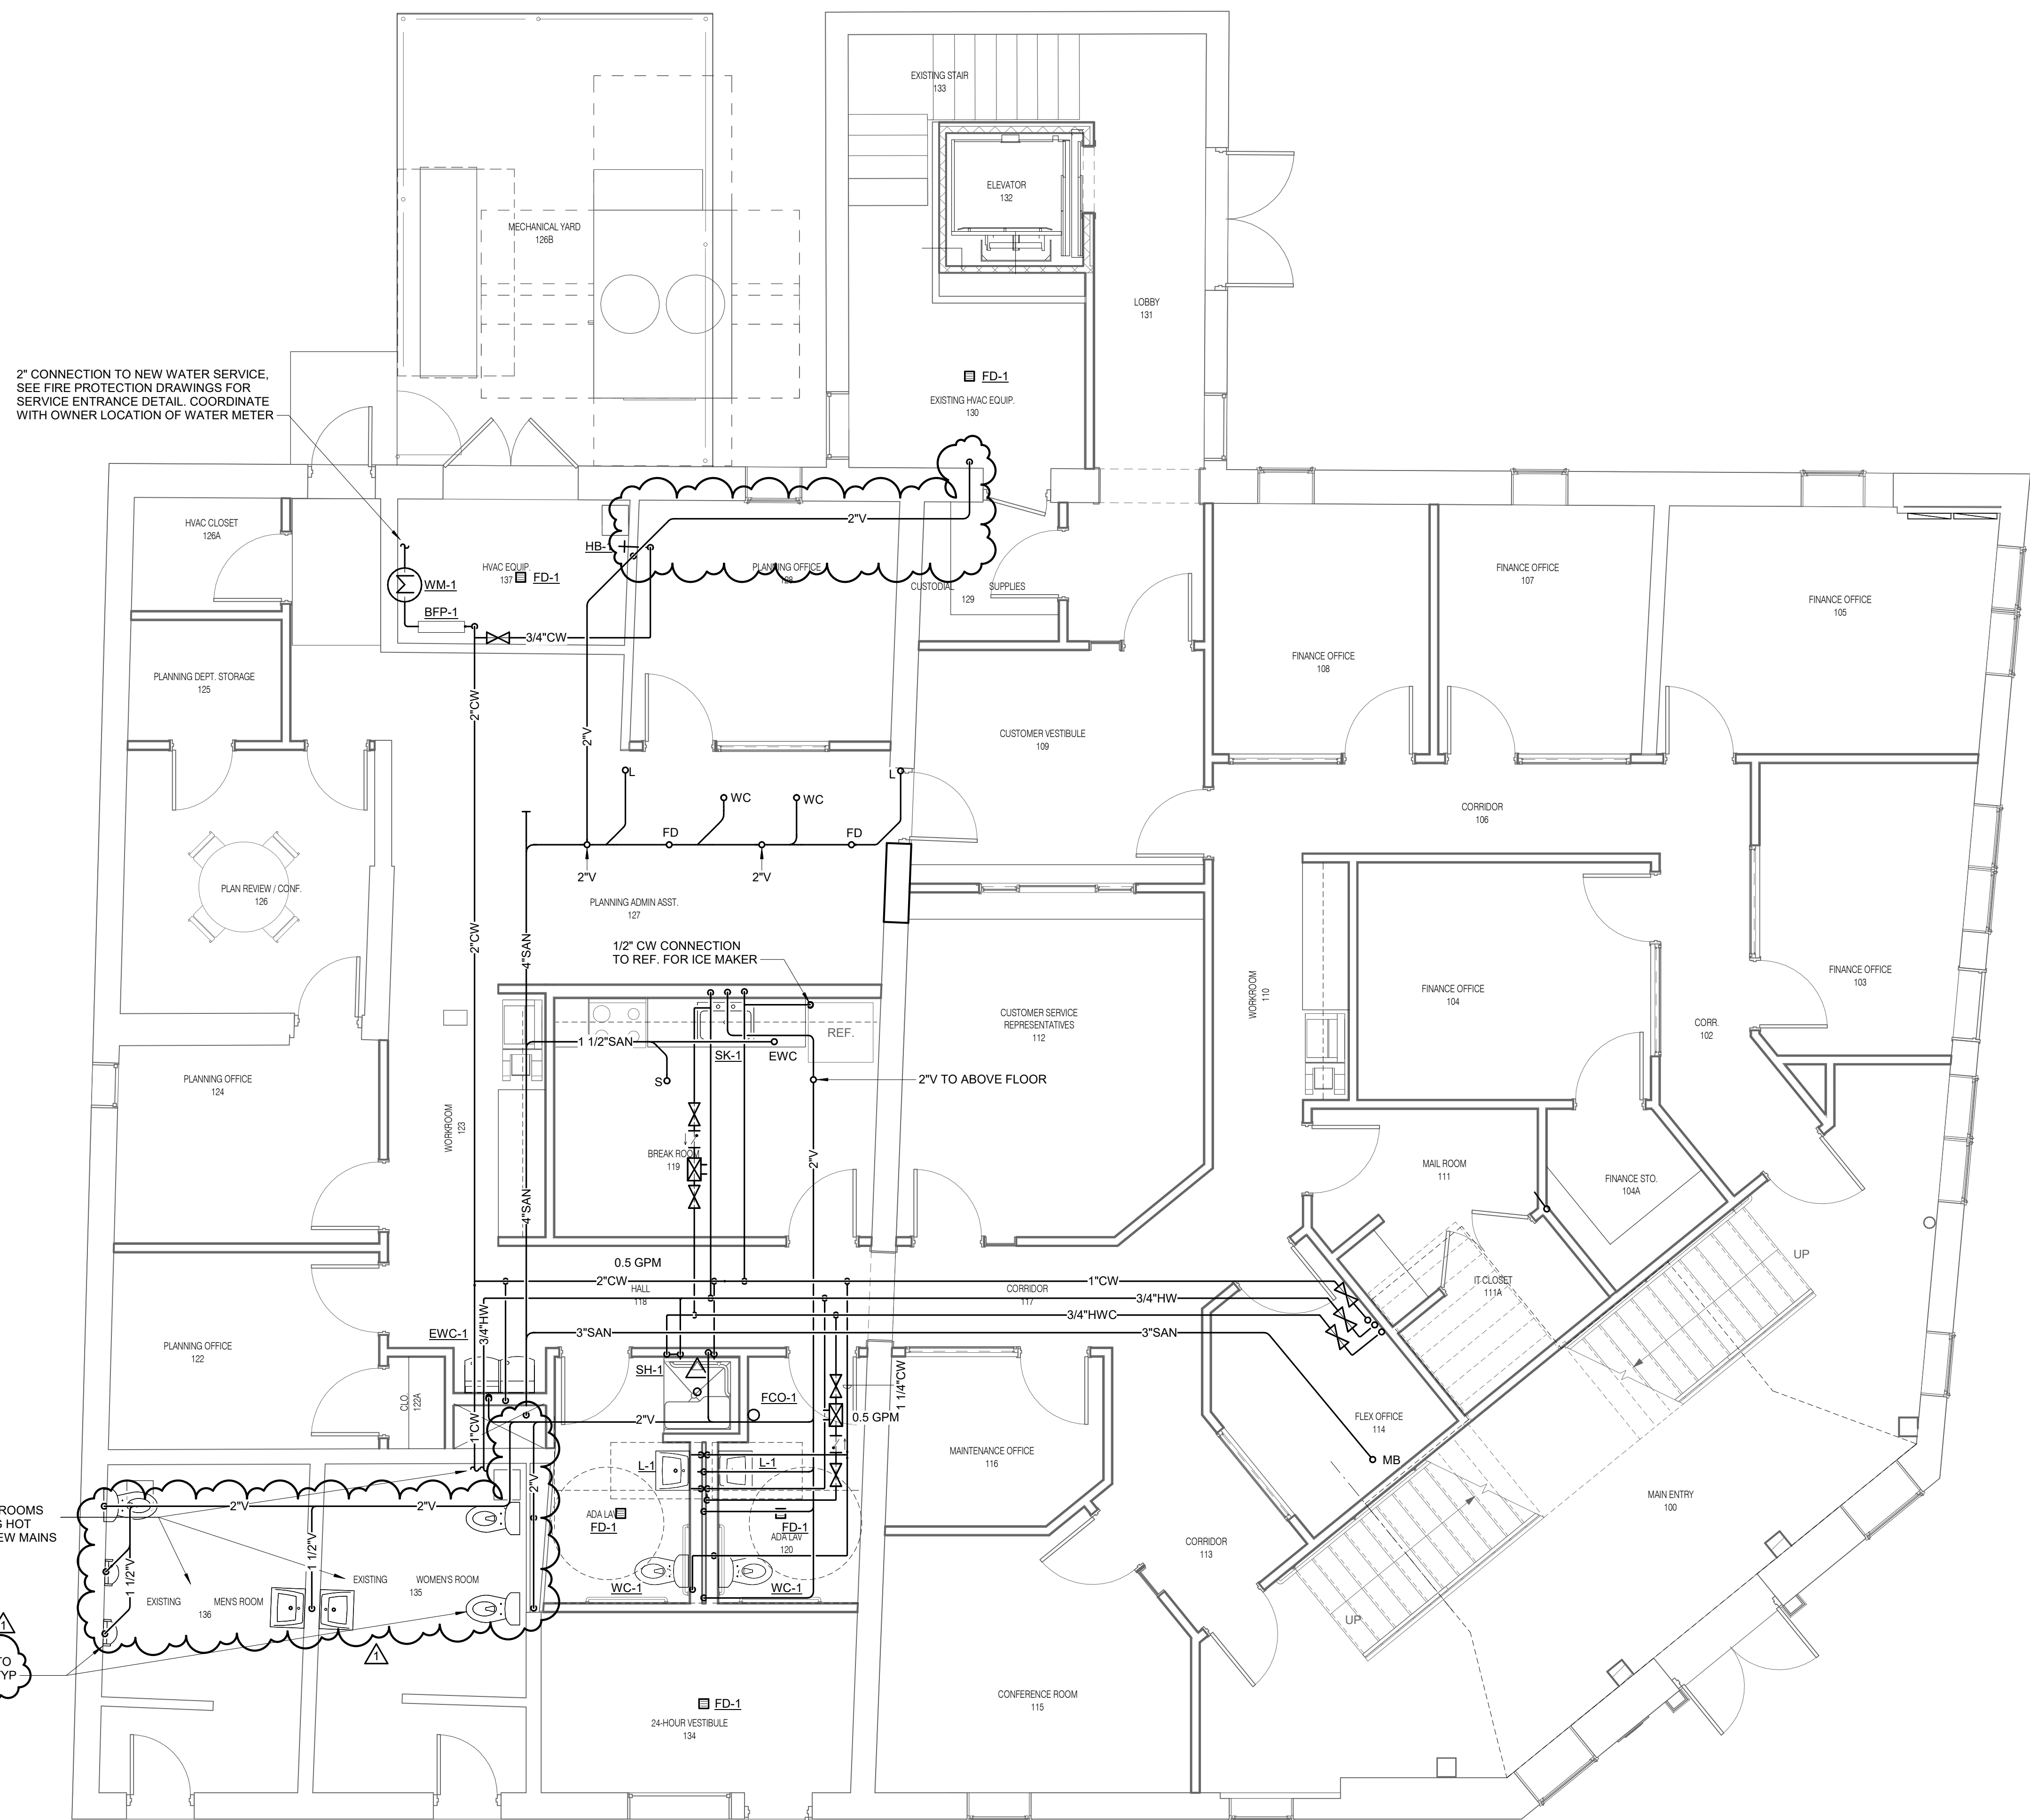 EXISTING STAIR
133
ELEVATOR
132
MECHANICAL YARD
126B
LOBBY
131
2" CONNECTION TO NEW WATER SERVICE,
SEE FIRE PROTECTION DRAWINGS FOR
SERVICE ENTRANCE DETAIL. COORDINATE
WITH OWNER LOCATION OF WATER METER
FD-1
EXISTING HVAC EQUIP.
130
HVAC CLOSET
126A
2"V
HB-1
HVAC EQUIP.
137
FD-1
WM-1
BFP-1
3/4"CW
PLANNING OFFICE
128
CUSTODIAL SUPPLIES
129
FINANCE OFFICE
107
FINANCE OFFICE
105
FINANCE OFFICE
108
PLANNING DEPT. STORAGE
125
2"CW
2"V
CUSTOMER VESTIBULE
109
L
L
WC
WC
CORRIDOR
106
FD
FD
2"V
2"V
PLAN REVIEW / CONF.
126
PLANNING ADMIN ASST.
127
2"CW
4"SAN
1/2" CW CONNECTION
TO REF. FOR ICE MAKER
FINANCE OFFICE
103
FINANCE OFFICE
104
WORKROOM
110
CORR.
102
CUSTOMER SERVICE
REPRESENTATIVES
112
REF.
1 1/2"SAN
EWC
SK-1
S
2"V TO ABOVE FLOOR
PLANNING OFFICE
124
WORKROOM
123
BREAK ROOM
119
2"V
4"SAN
MAIL ROOM
111
FINANCE STO.
104A
UP
0.5 GPM
2"CW
1"CW
HALL
118
CORRIDOR
117
3/4"HW
3/4"HWC
IT CLOSET
111A
EWC-1
3/4"HW
3"SAN
3"SAN
PLANNING OFFICE
122
SH-1
CLO.
122A
FCO-1
1 1/4"CW
0.5 GPM
2"V
1"CW
FLEX OFFICE
114
MB
MAINTENANCE OFFICE
116
L-1
L-1
MAIN ENTRY
100
ROOMS
HOT
EW MAINS
2"V
2"V
2"V
ADA LAV
FD-1
FD-1
ADA LAV
120
1 1/2"V
1 1/2"V
CORRIDOR
113
EXISTING WOMEN'S ROOM
135
WC-1
WC-1
EXISTING MEN'S ROOM
136
UP
1
1
TO
YP
FD-1
24-HOUR VESTIBULE
134
CONFERENCE ROOM
115